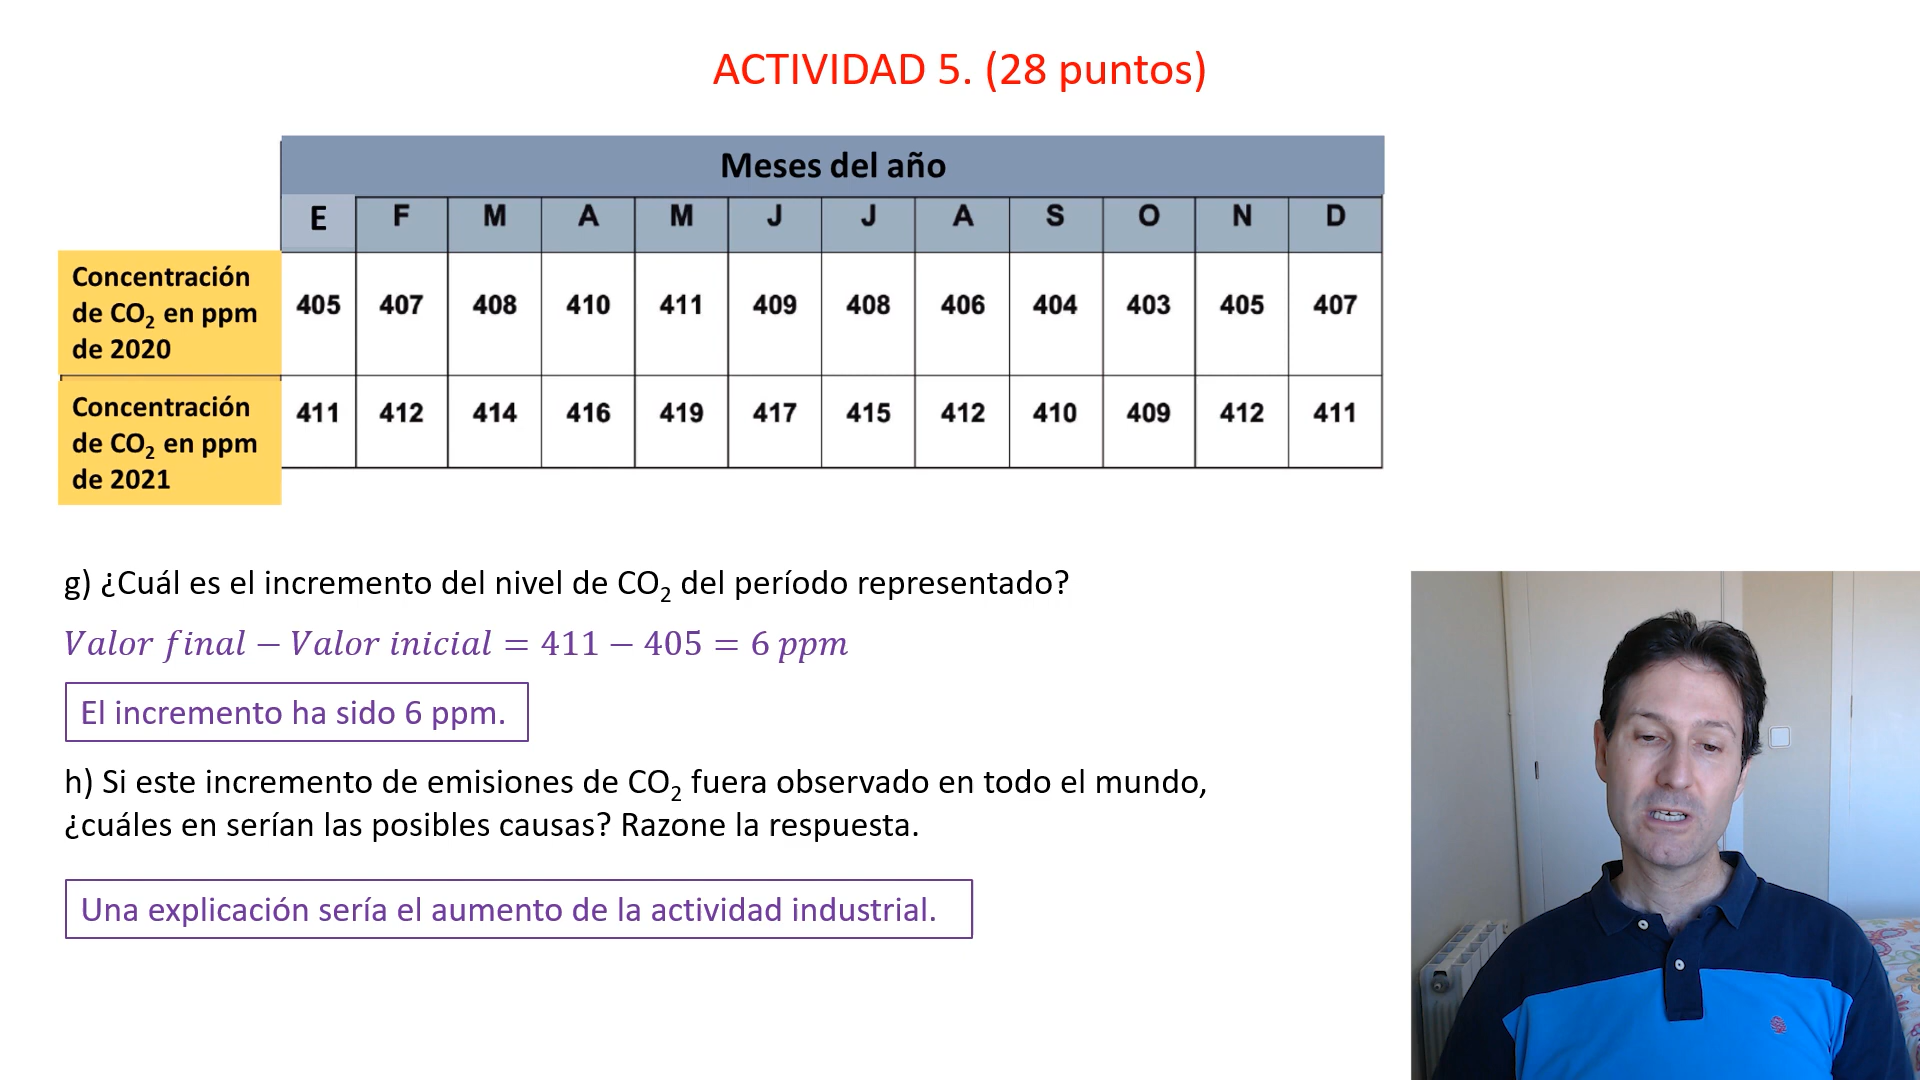 ACTIVIDAD 5. (28 puntos)
Meses del año
E F M A M J J A S O N D
Concentración
de CO₂ en ppm
de 2020
405 407 408 410 411 409 408 406 404 403 405 407
Concentración
de CO₂ en ppm
de 2021
411 412 414 416 419 417 415 412 410 409 412 411
g) ¿Cuál es el incremento del nivel de CO₂ del período representado?
Valor final − Valor inicial = 411 − 405 = 6 ppm
El incremento ha sido 6 ppm.
h) Si este incremento de emisiones de CO₂ fuera observado en todo el mundo,
¿cuáles en serían las posibles causas? Razone la respuesta.
Una explicación sería el aumento de la actividad industrial.